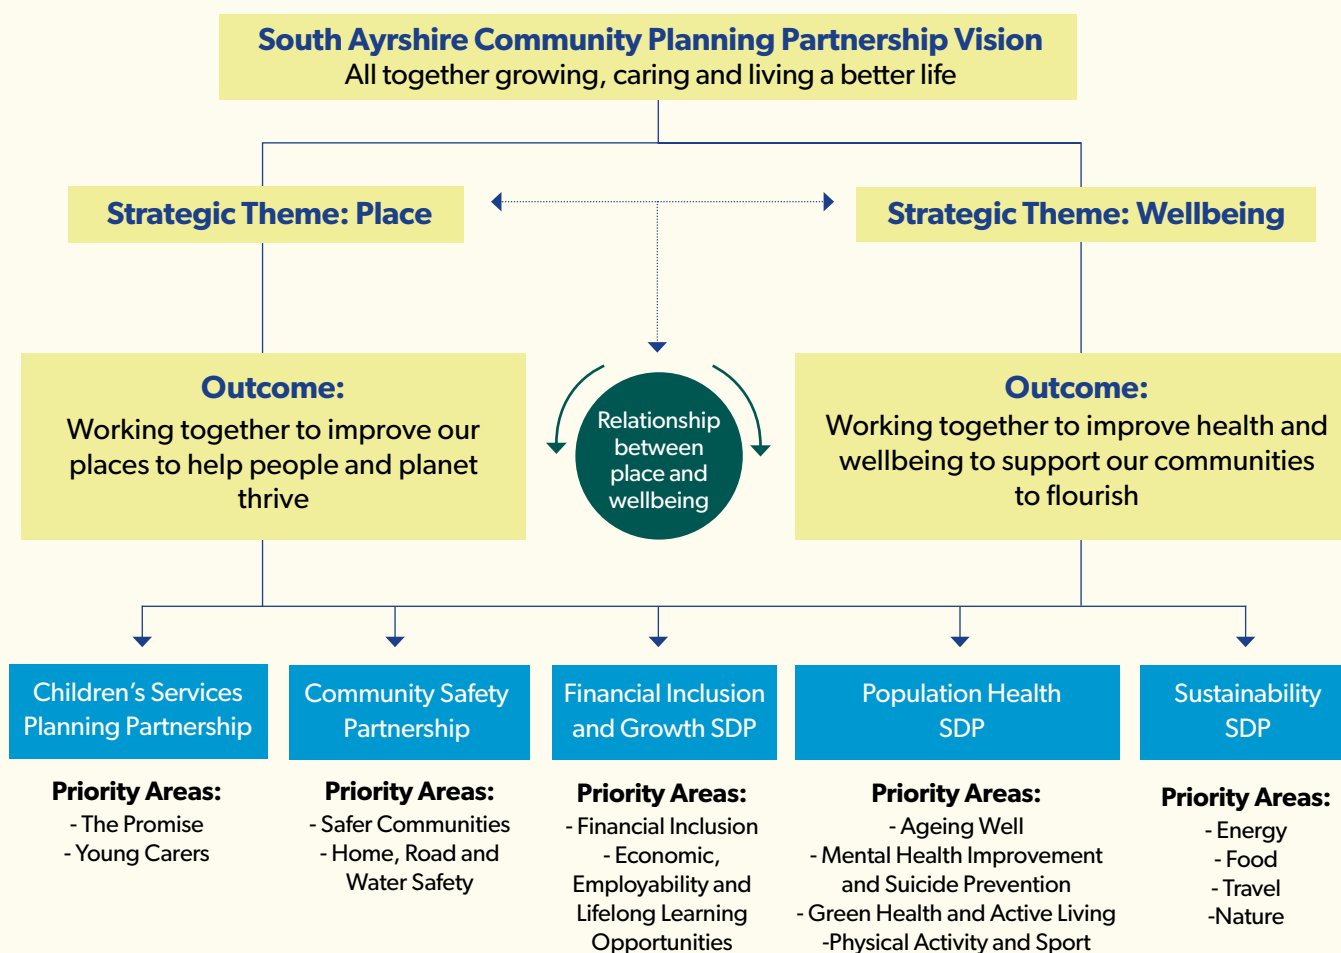 South Ayrshire Community Planning Partnership Vision
All together growing, caring and living a better life
Strategic Theme: Place
Strategic Theme: Wellbeing
Outcome:
Working together to improve our
places to help people and planet
thrive
Relationship
between
place and
wellbeing
Outcome:
Working together to improve health and
wellbeing to support our communities
to flourish
Children’s Services
Planning Partnership
Priority Areas:
- The Promise
- Young Carers
Community Safety
Partnership
Priority Areas:
- Safer Communities
- Home, Road and
Water Safety
Financial Inclusion
and Growth SDP
Priority Areas:
- Financial Inclusion
- Economic,
Employability and
Lifelong Learning
Opportunities
Population Health
SDP
Priority Areas:
- Ageing Well
- Mental Health Improvement
and Suicide Prevention
- Green Health and Active Living
-Physical Activity and Sport
Sustainability
SDP
Priority Areas:
- Energy
- Food
- Travel
-Nature